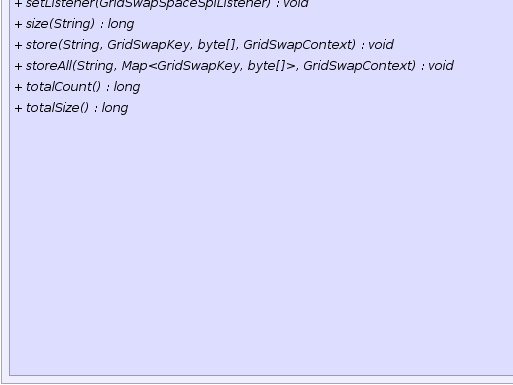 + setListener(GridSwapSpaceSpiListener) : void
+ size(String) : long
+ store(String, GridSwapKey, byte[], GridSwapContext) : void
+ storeAll(String, Map<GridSwapKey, byte[]>, GridSwapContext) : void
+ totalCount() : long
+ totalSize() : long